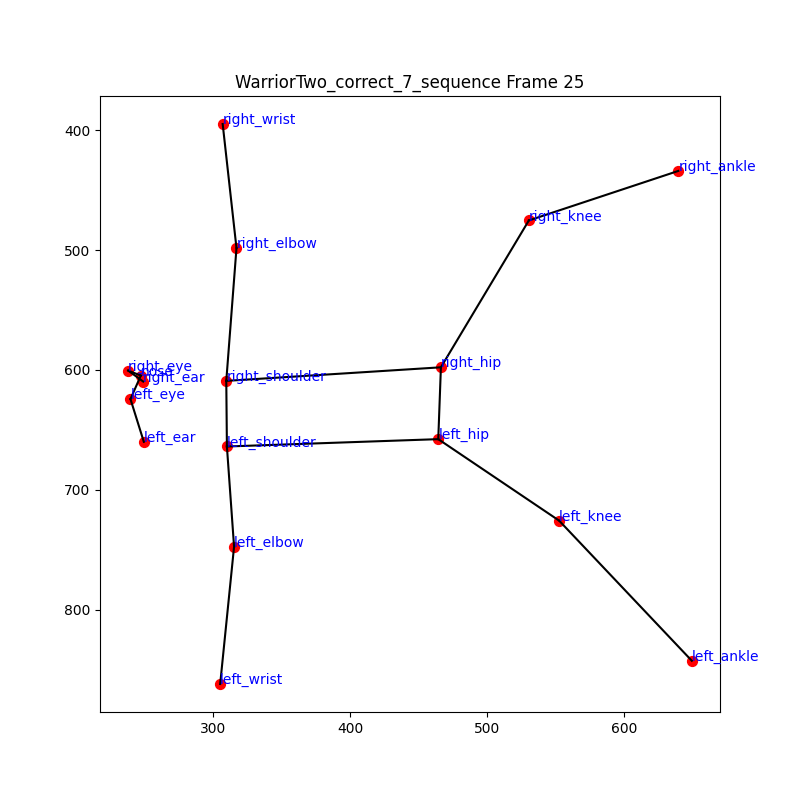 WarriorTwo_correct_7_sequence Frame 25
400
right_wrist
right_ankle
right_knee
500
right_elbow
600
right_eye
nose
right_ear
right_shoulder
right_hip
left_eye
left_ear
left_shoulder
left_hip
700
left_knee
left_elbow
800
left_ankle
left_wrist
300
400
500
600